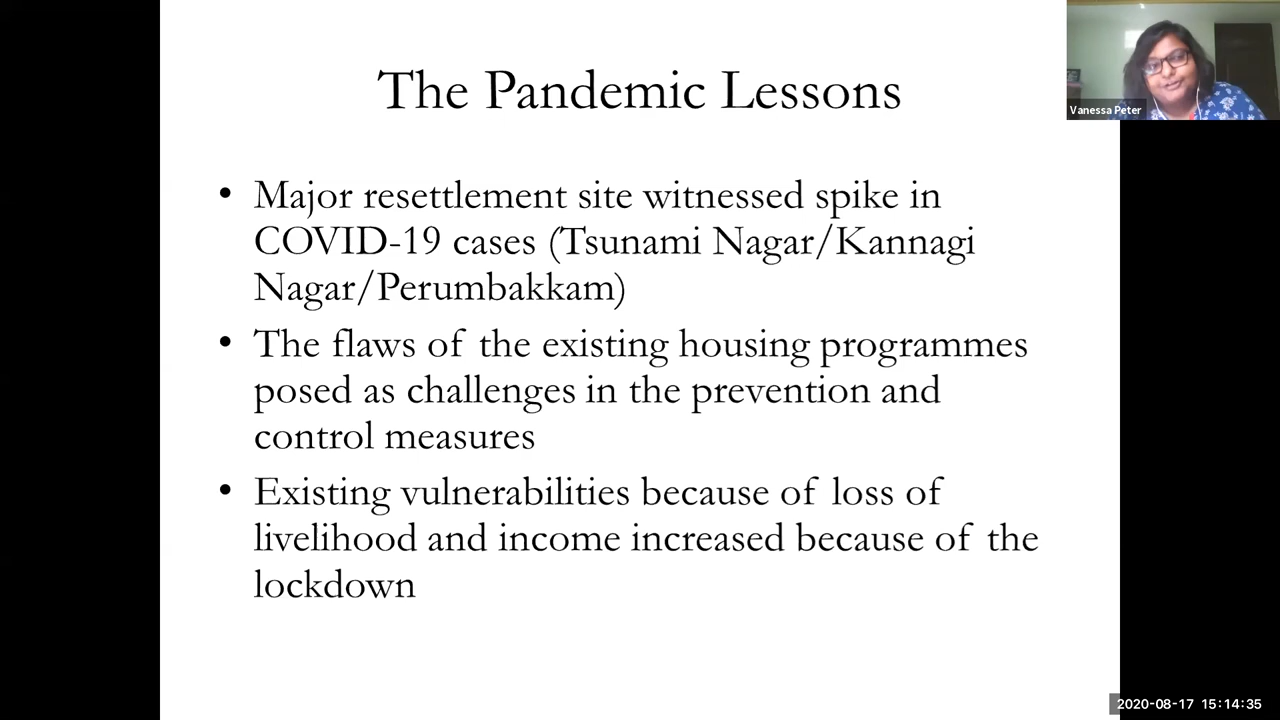 The Pandemic Lessons
Vanessa Peter
• Major resettlement site witnessed spike in
COVID-19 cases (Tsunami Nagar/Kannagi
Nagar/Perumbakkam)
• The flaws of the existing housing programmes
posed as challenges in the prevention and
control measures
• Existing vulnerabilities because of loss of
livelihood and income increased because of the
lockdown
2020-08-17 15:14:35